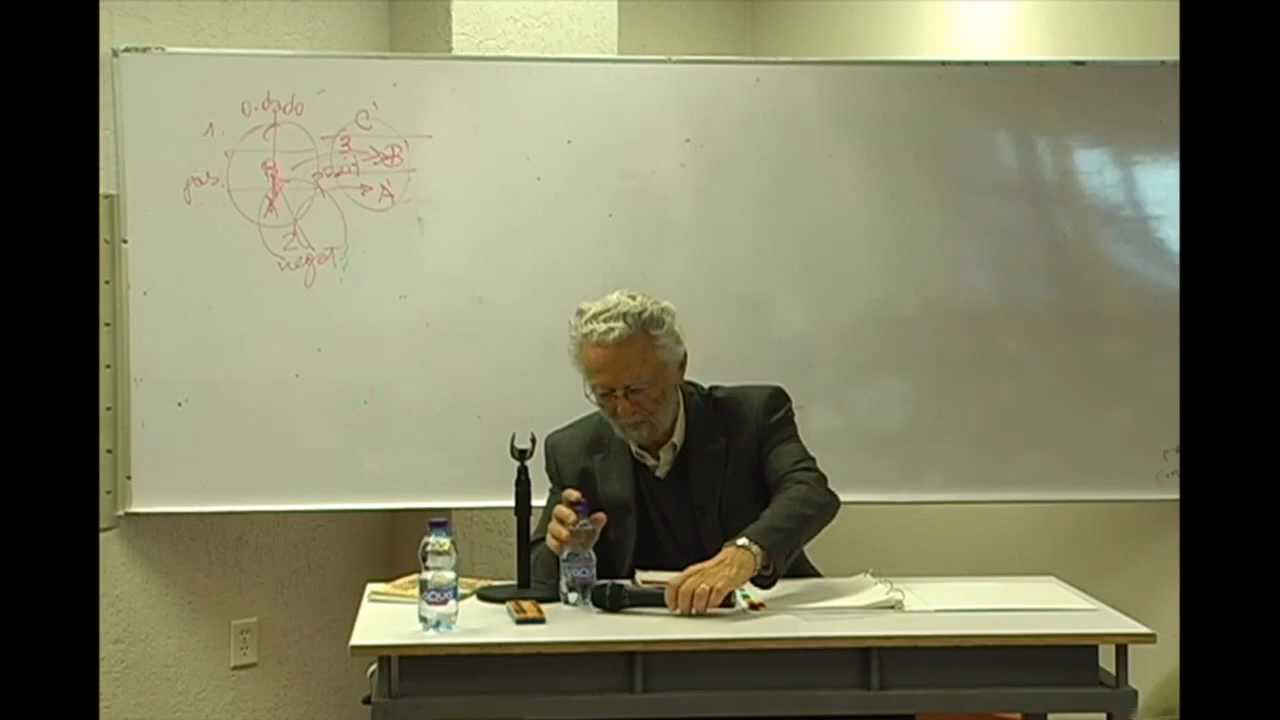 0. dado
1.
C'
3
B
B'
pos.
posit
A
A'
2
negat.